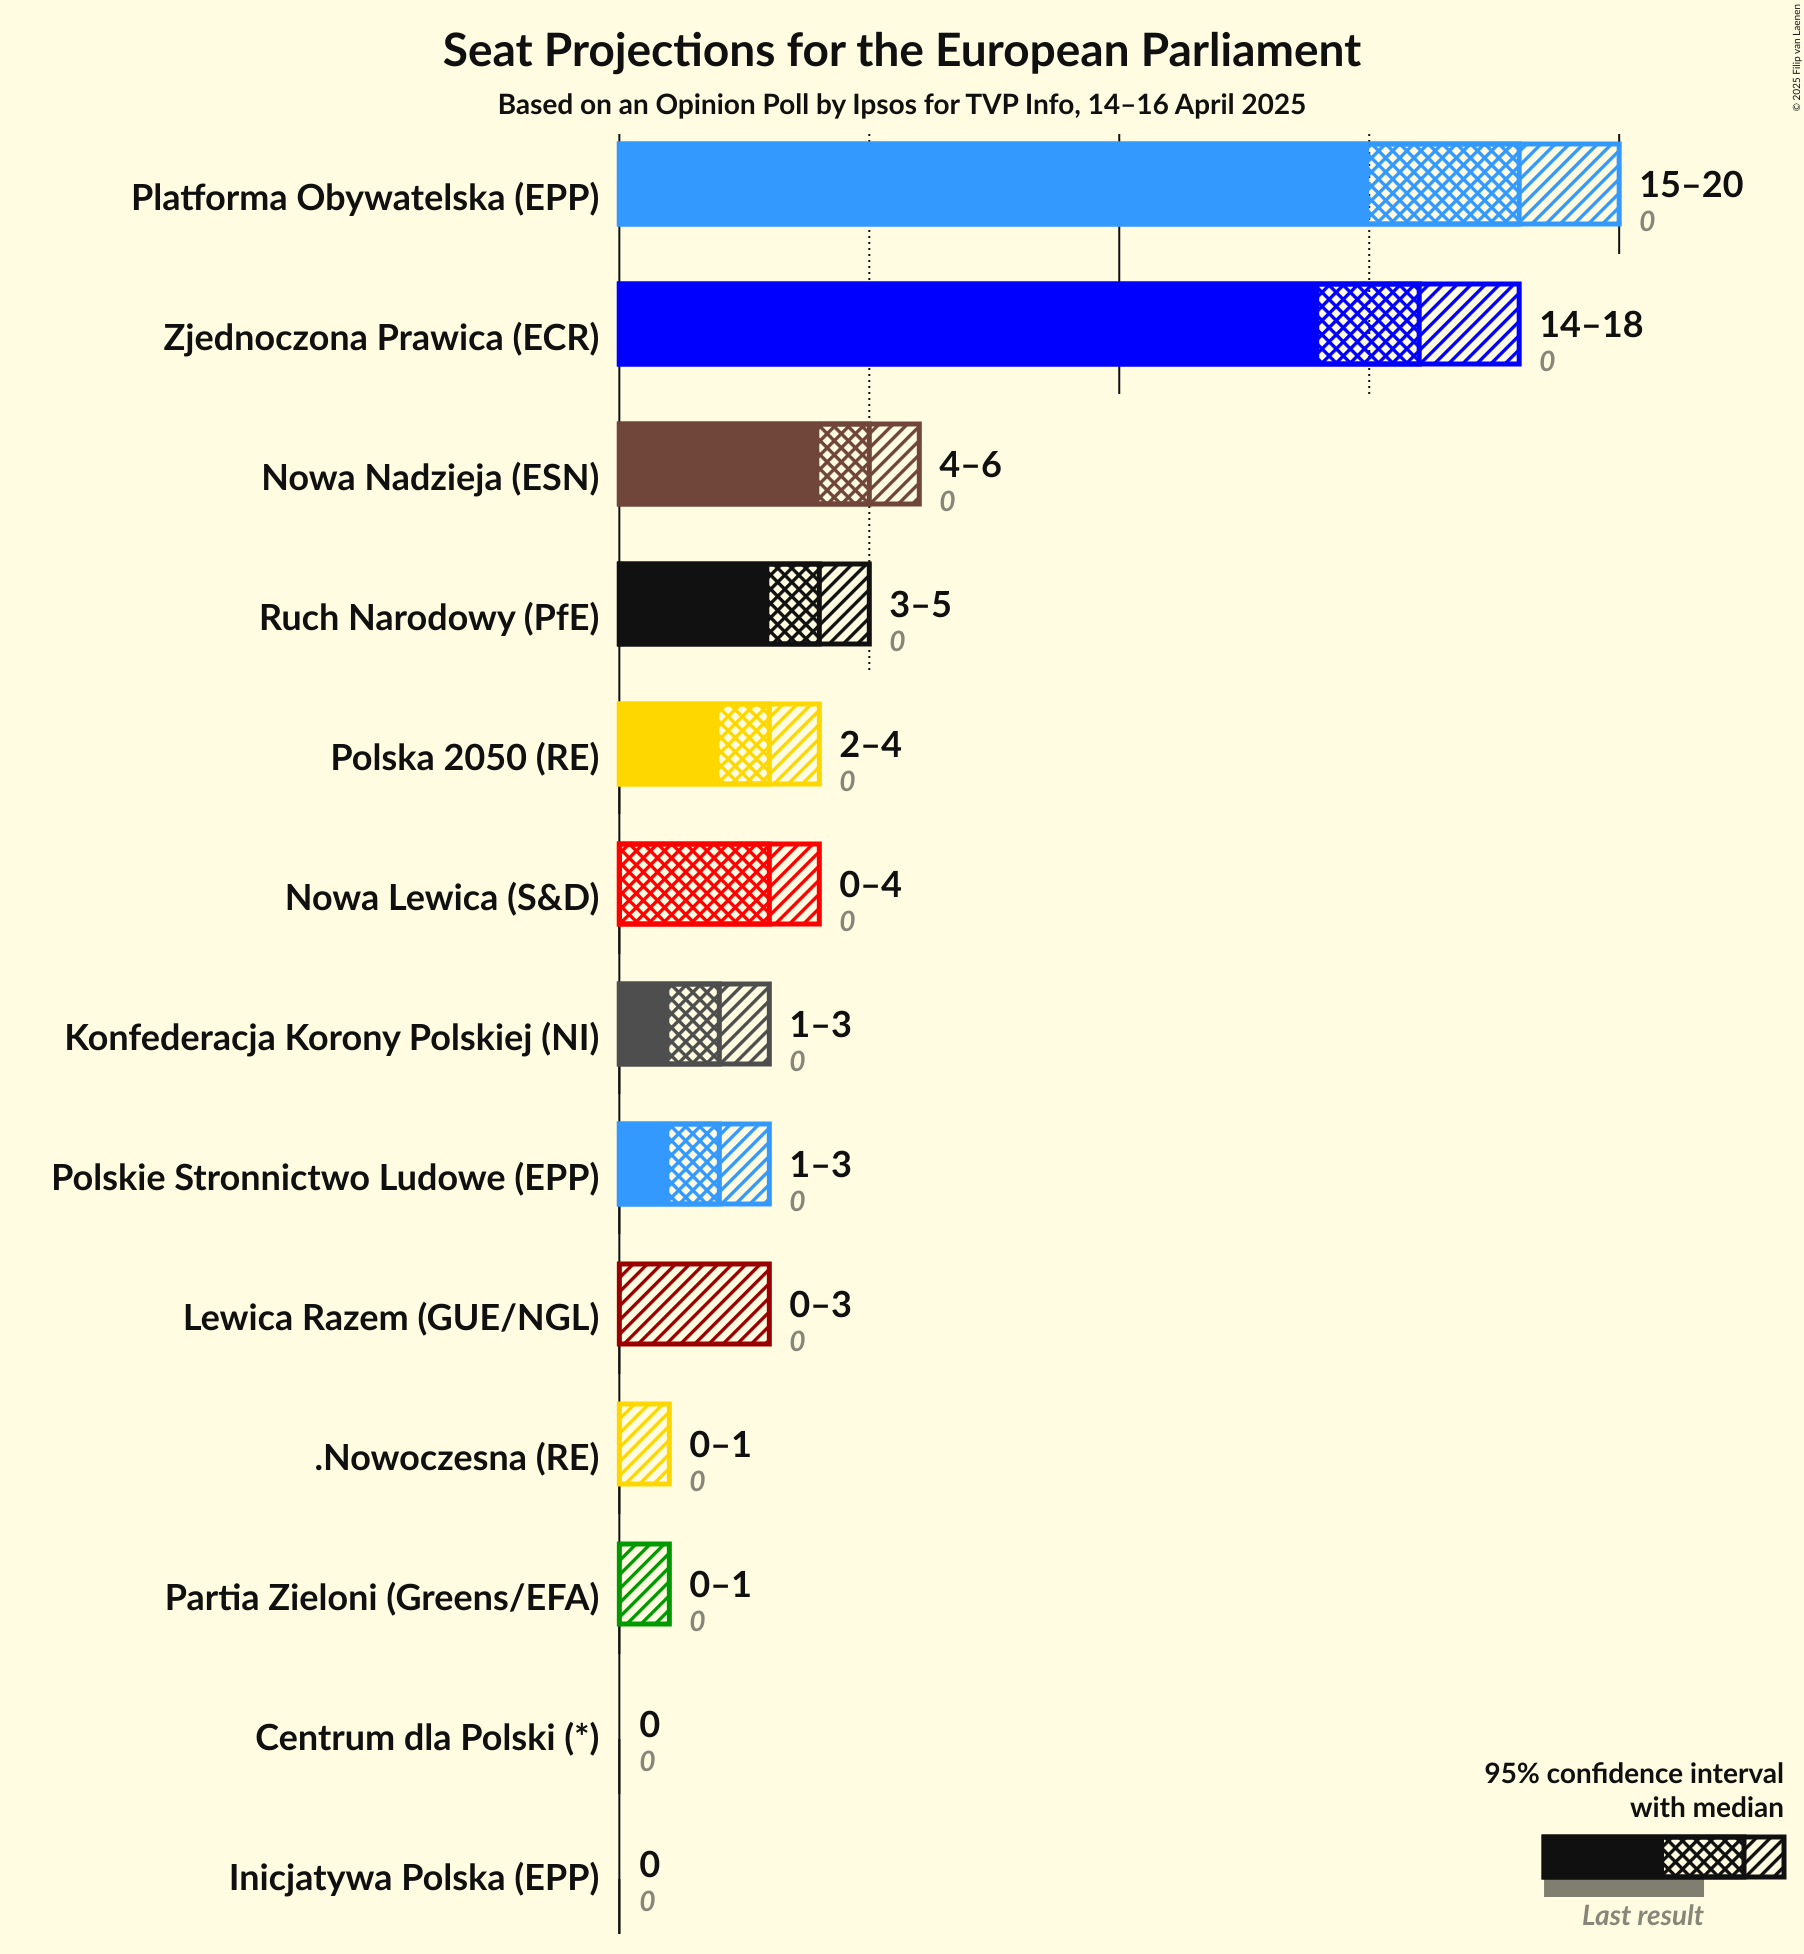 Seat Projections for the European Parliament
Based on an Opinion Poll by Ipsos for TVP Info, 14–16 April 2025
© 2025 Filip van Laenen
Platforma Obywatelska (EPP)
15–20
0
Zjednoczona Prawica (ECR)
14–18
0
Nowa Nadzieja (ESN)
4–6
0
Ruch Narodowy (PfE)
3–5
0
Polska 2050 (RE)
2–4
0
Nowa Lewica (S&D)
0–4
0
Konfederacja Korony Polskiej (NI)
1–3
0
Polskie Stronnictwo Ludowe (EPP)
1–3
0
Lewica Razem (GUE/NGL)
0–3
0
.Nowoczesna (RE)
0–1
0
Partia Zieloni (Greens/EFA)
0–1
0
Centrum dla Polski (*)
0
0
Inicjatywa Polska (EPP)
0
0
95% confidence interval
with median
Last result